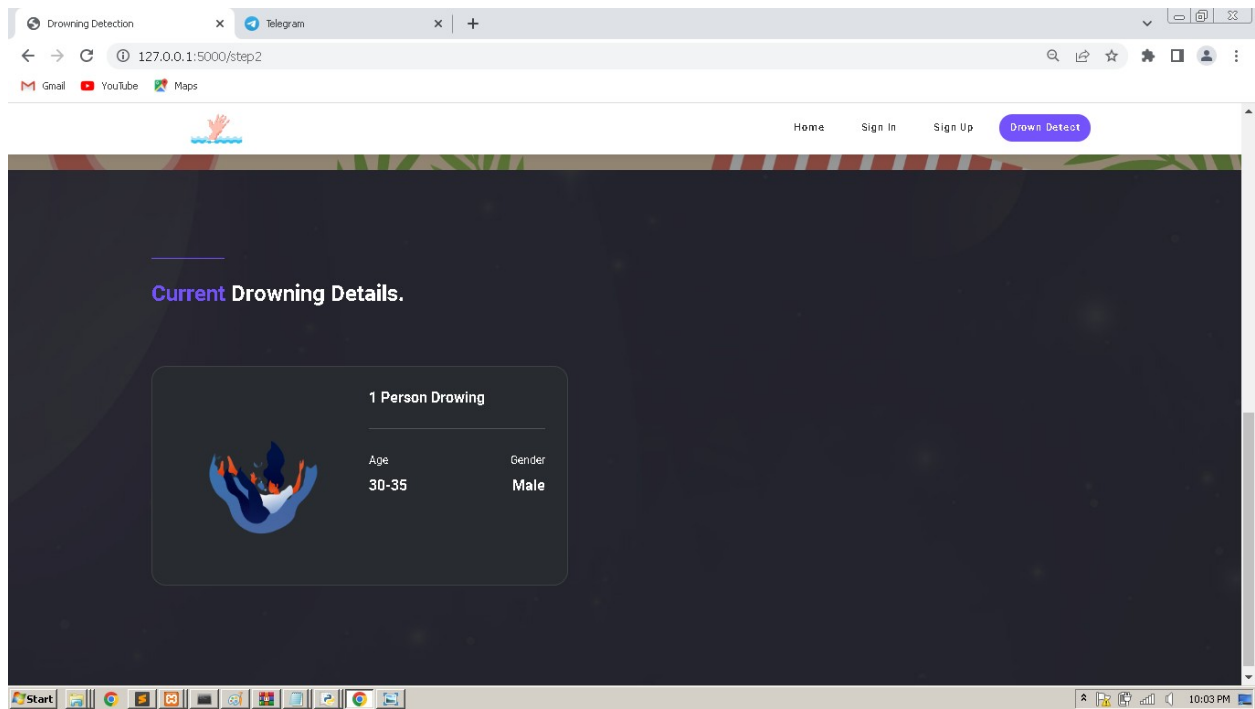 Drowning Detection
Telegram
127.0.0.1:5000/step2
Gmail
YouTube
Maps
Home
Sign In
Sign Up
Drown Detect
Current Drowning Details.
1 Person Drowing
Age
Gender
30-35
Male
Start
10:03 PM